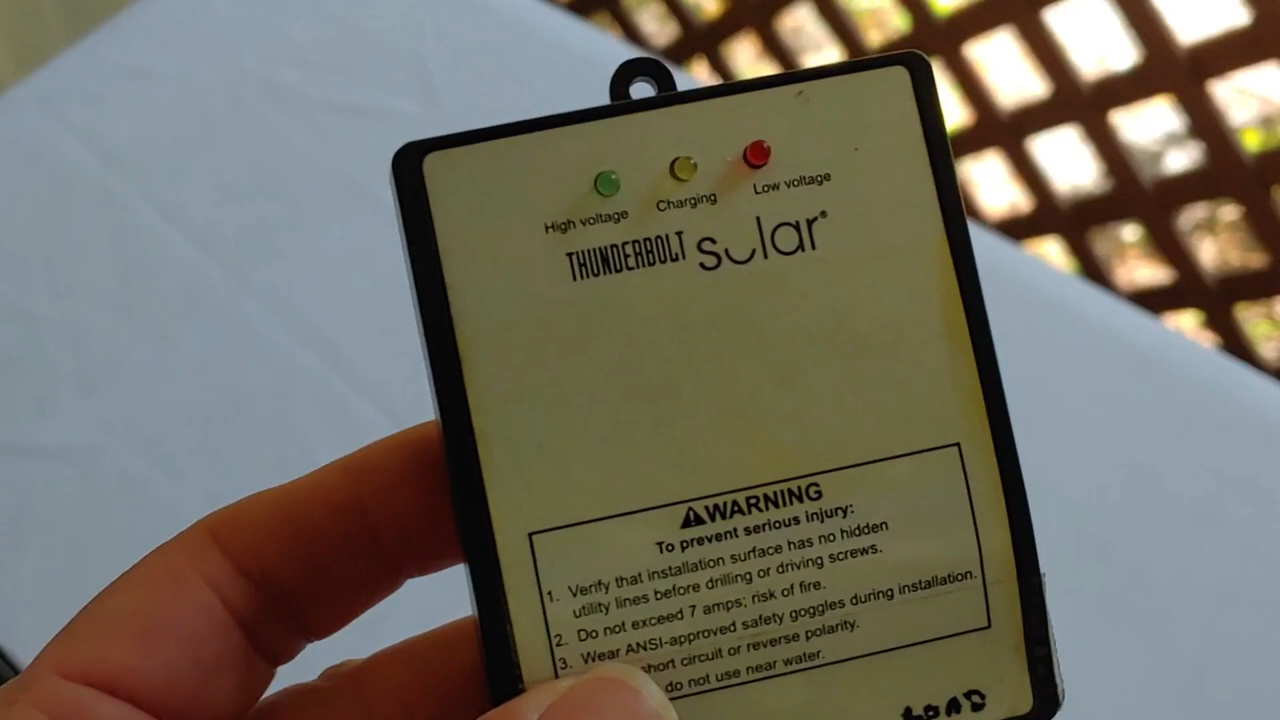 High voltage
Charging
Low voltage
THUNDERBOLT solar®
WARNING
To prevent serious injury:
1. Verify that installation surface has no hidden
utility lines before drilling or driving screws.
2. Do not exceed 7 amps; risk of fire.
3. Wear ANSI-approved safety goggles during installation.
short circuit or reverse polarity.
do not use near water.
LOAD